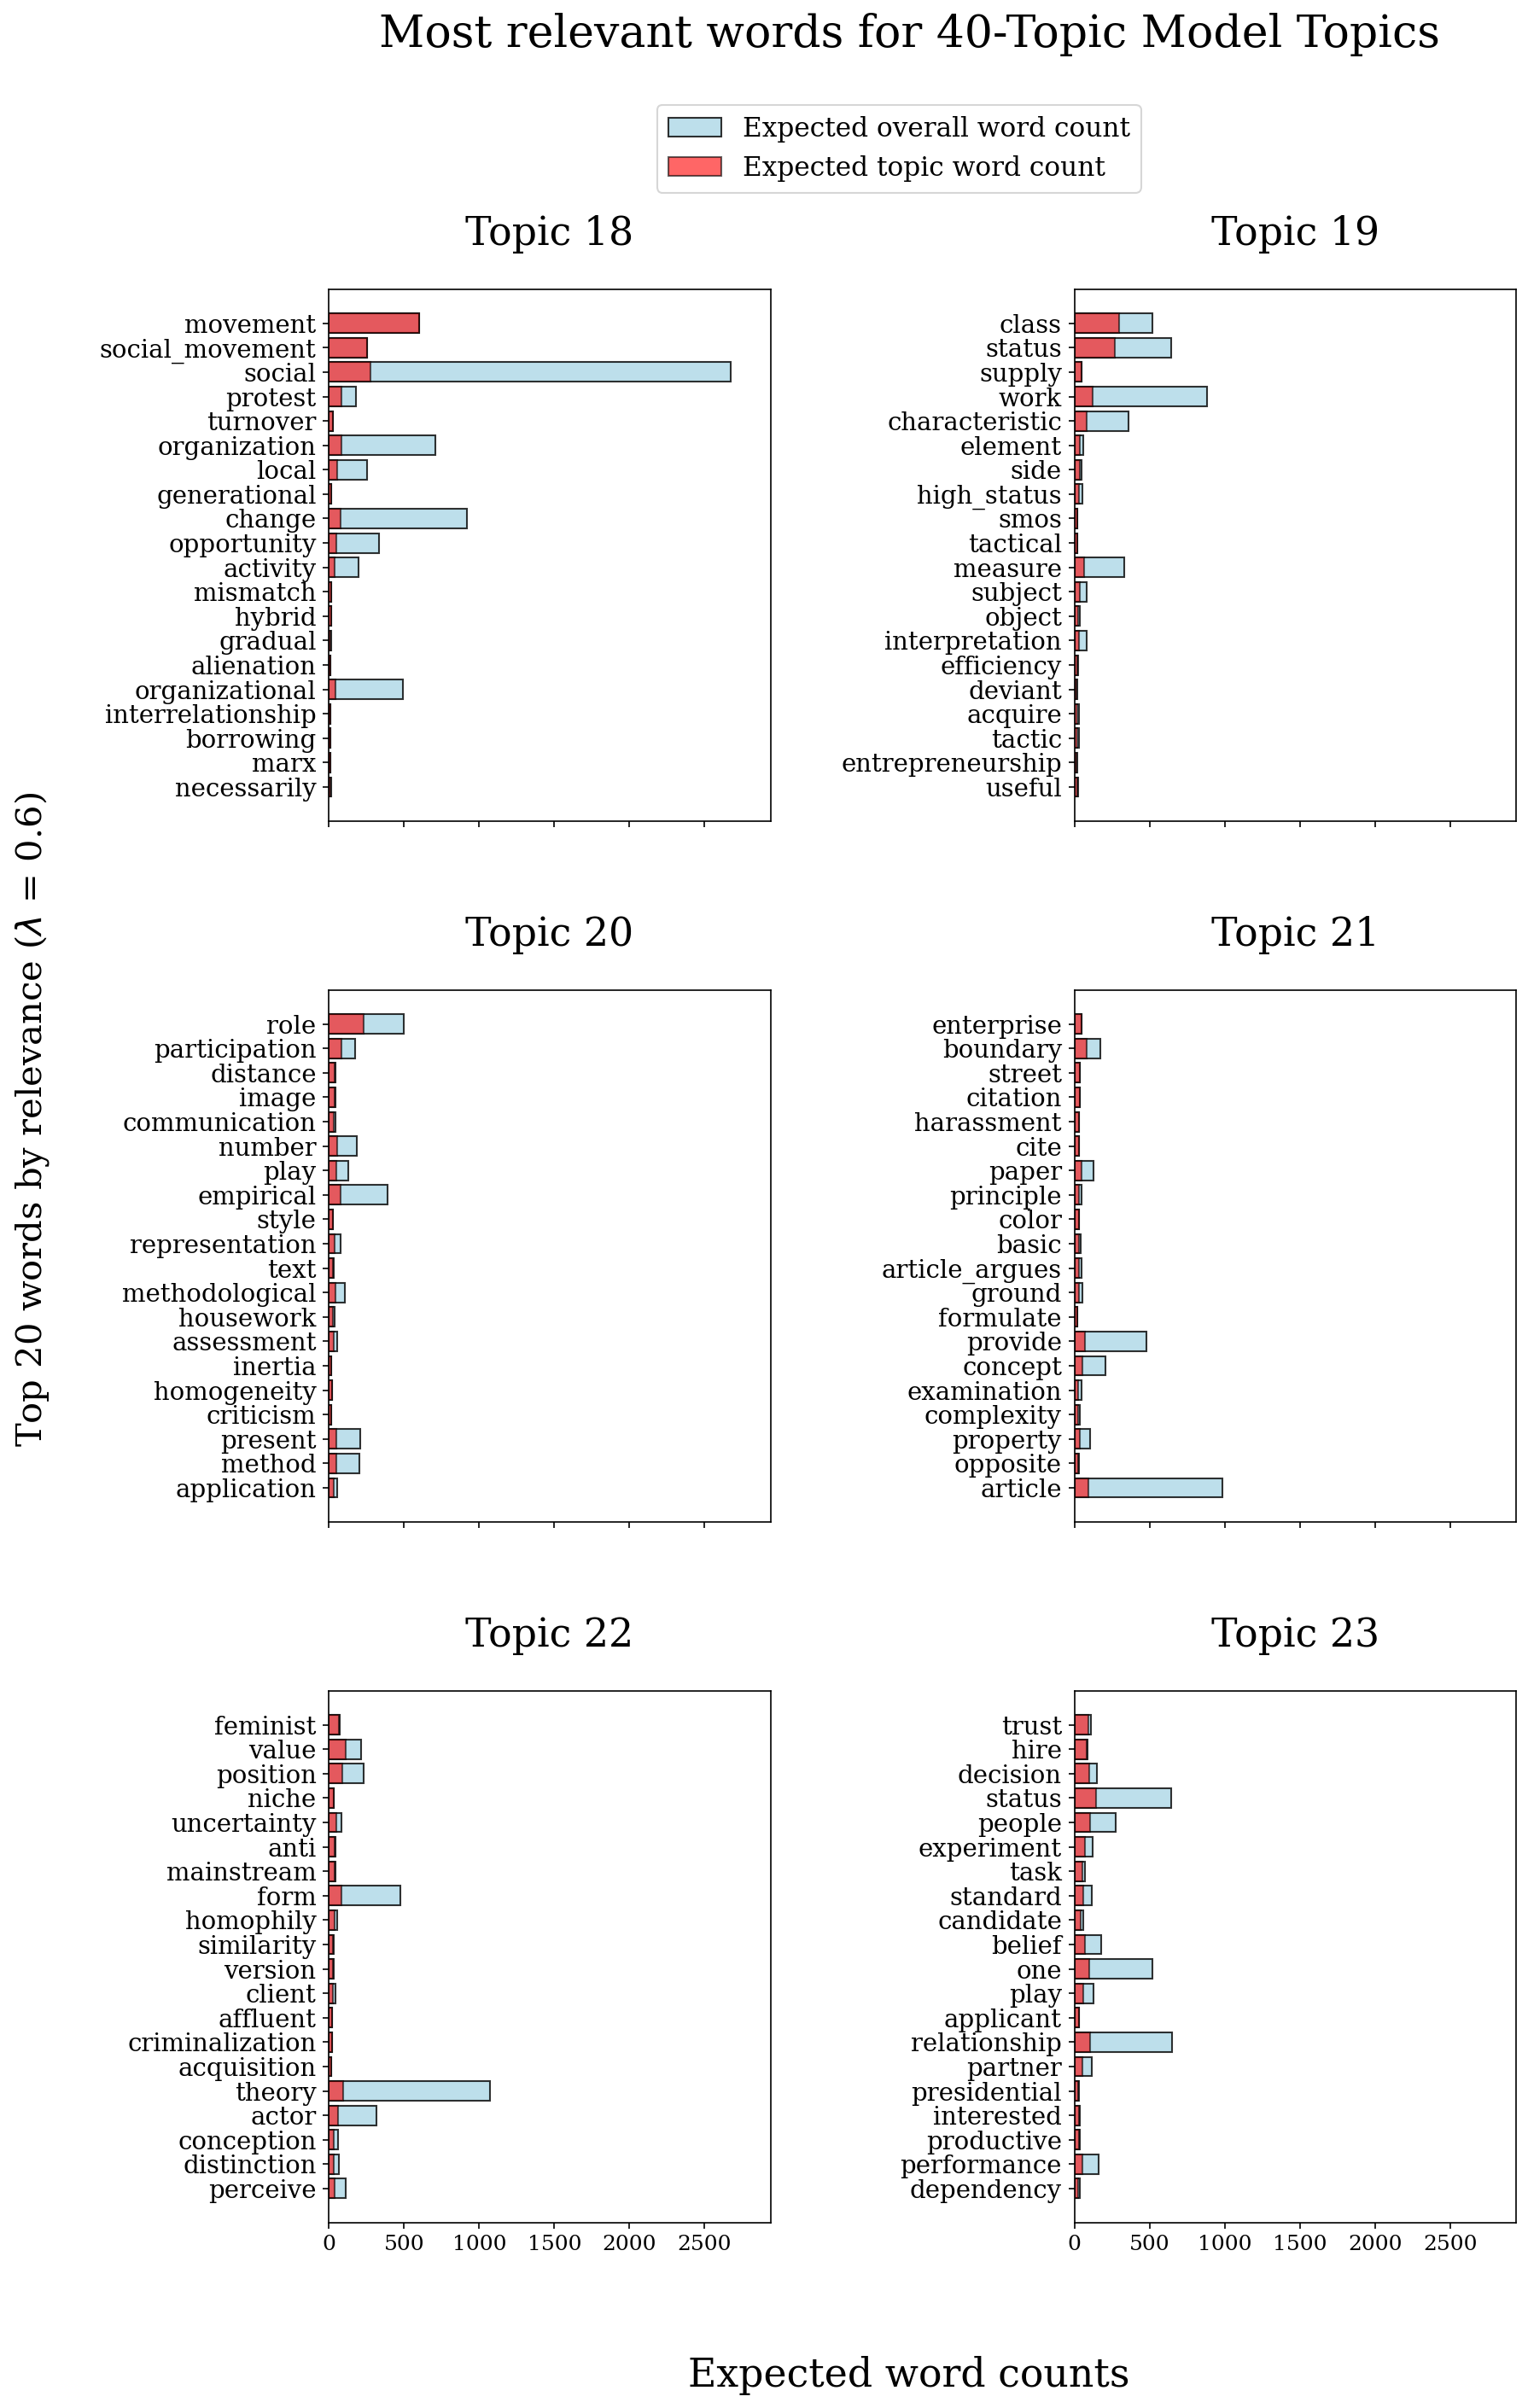 Most relevant words for 40-Topic Model Topics
Expected overall word count
Expected topic word count
Top 20 words by relevance (λ = 0.6)
Topic 18
movement
social_movement
social
protest
turnover
organization
local
generational
change
opportunity
activity
mismatch
hybrid
gradual
alienation
organizational
interrelationship
borrowing
marx
necessarily
Topic 19
class
status
supply
work
characteristic
element
side
high_status
smos
tactical
measure
subject
object
interpretation
efficiency
deviant
acquire
tactic
entrepreneurship
useful
Topic 20
role
participation
distance
image
communication
number
play
empirical
style
representation
text
methodological
housework
assessment
inertia
homogeneity
criticism
present
method
application
Topic 21
enterprise
boundary
street
citation
harassment
cite
paper
principle
color
basic
article_argues
ground
formulate
provide
concept
examination
complexity
property
opposite
article
Topic 22
feminist
value
position
niche
uncertainty
anti
mainstream
form
homophily
similarity
version
client
affluent
criminalization
acquisition
theory
actor
conception
distinction
perceive
0 500 1000 1500 2000 2500
Topic 23
trust
hire
decision
status
people
experiment
task
standard
candidate
belief
one
play
applicant
relationship
partner
presidential
interested
productive
performance
dependency
0 500 1000 1500 2000 2500
Expected word counts